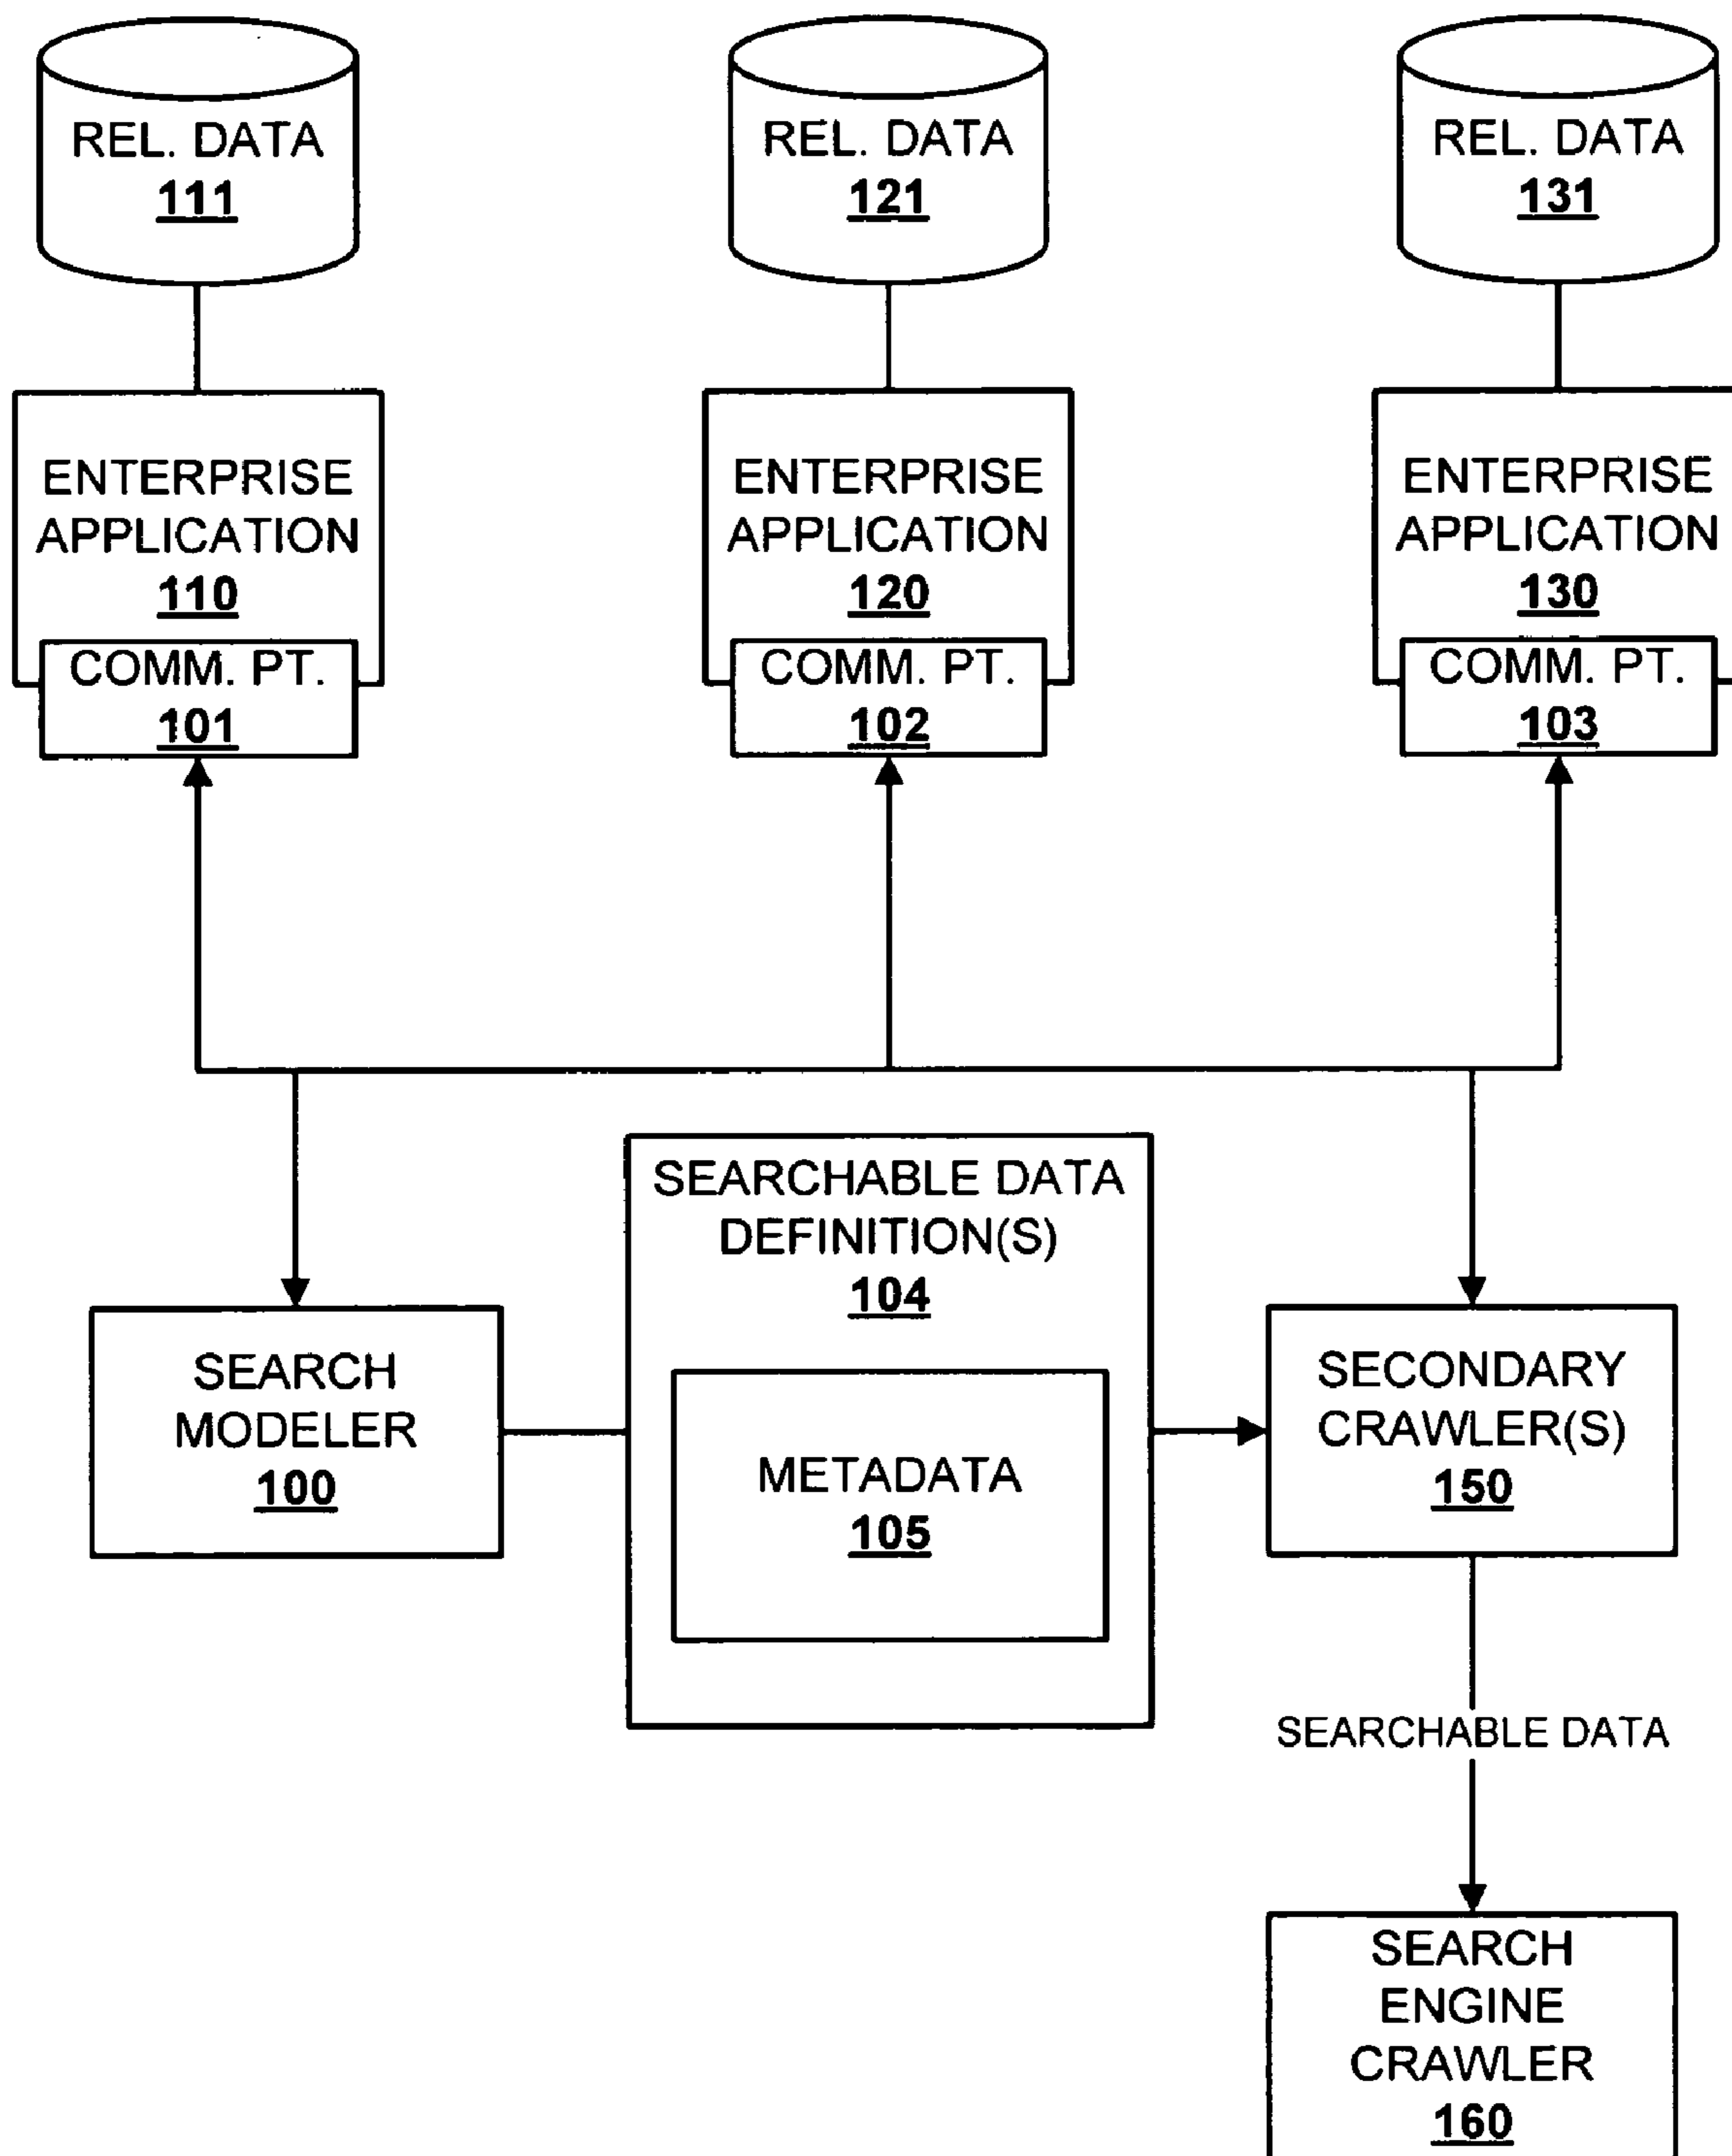 REL. DATA
111
REL. DATA
121
REL. DATA
131
ENTERPRISE
APPLICATION
110
ENTERPRISE
APPLICATION
120
ENTERPRISE
APPLICATION
130
COMM. PT.
101
COMM. PT.
102
COMM. PT.
103
SEARCHABLE DATA
DEFINITION(S)
104
SEARCH
MODELER
100
METADATA
105
SECONDARY
CRAWLER(S)
150
SEARCHABLE DATA
SEARCH
ENGINE
CRAWLER
160